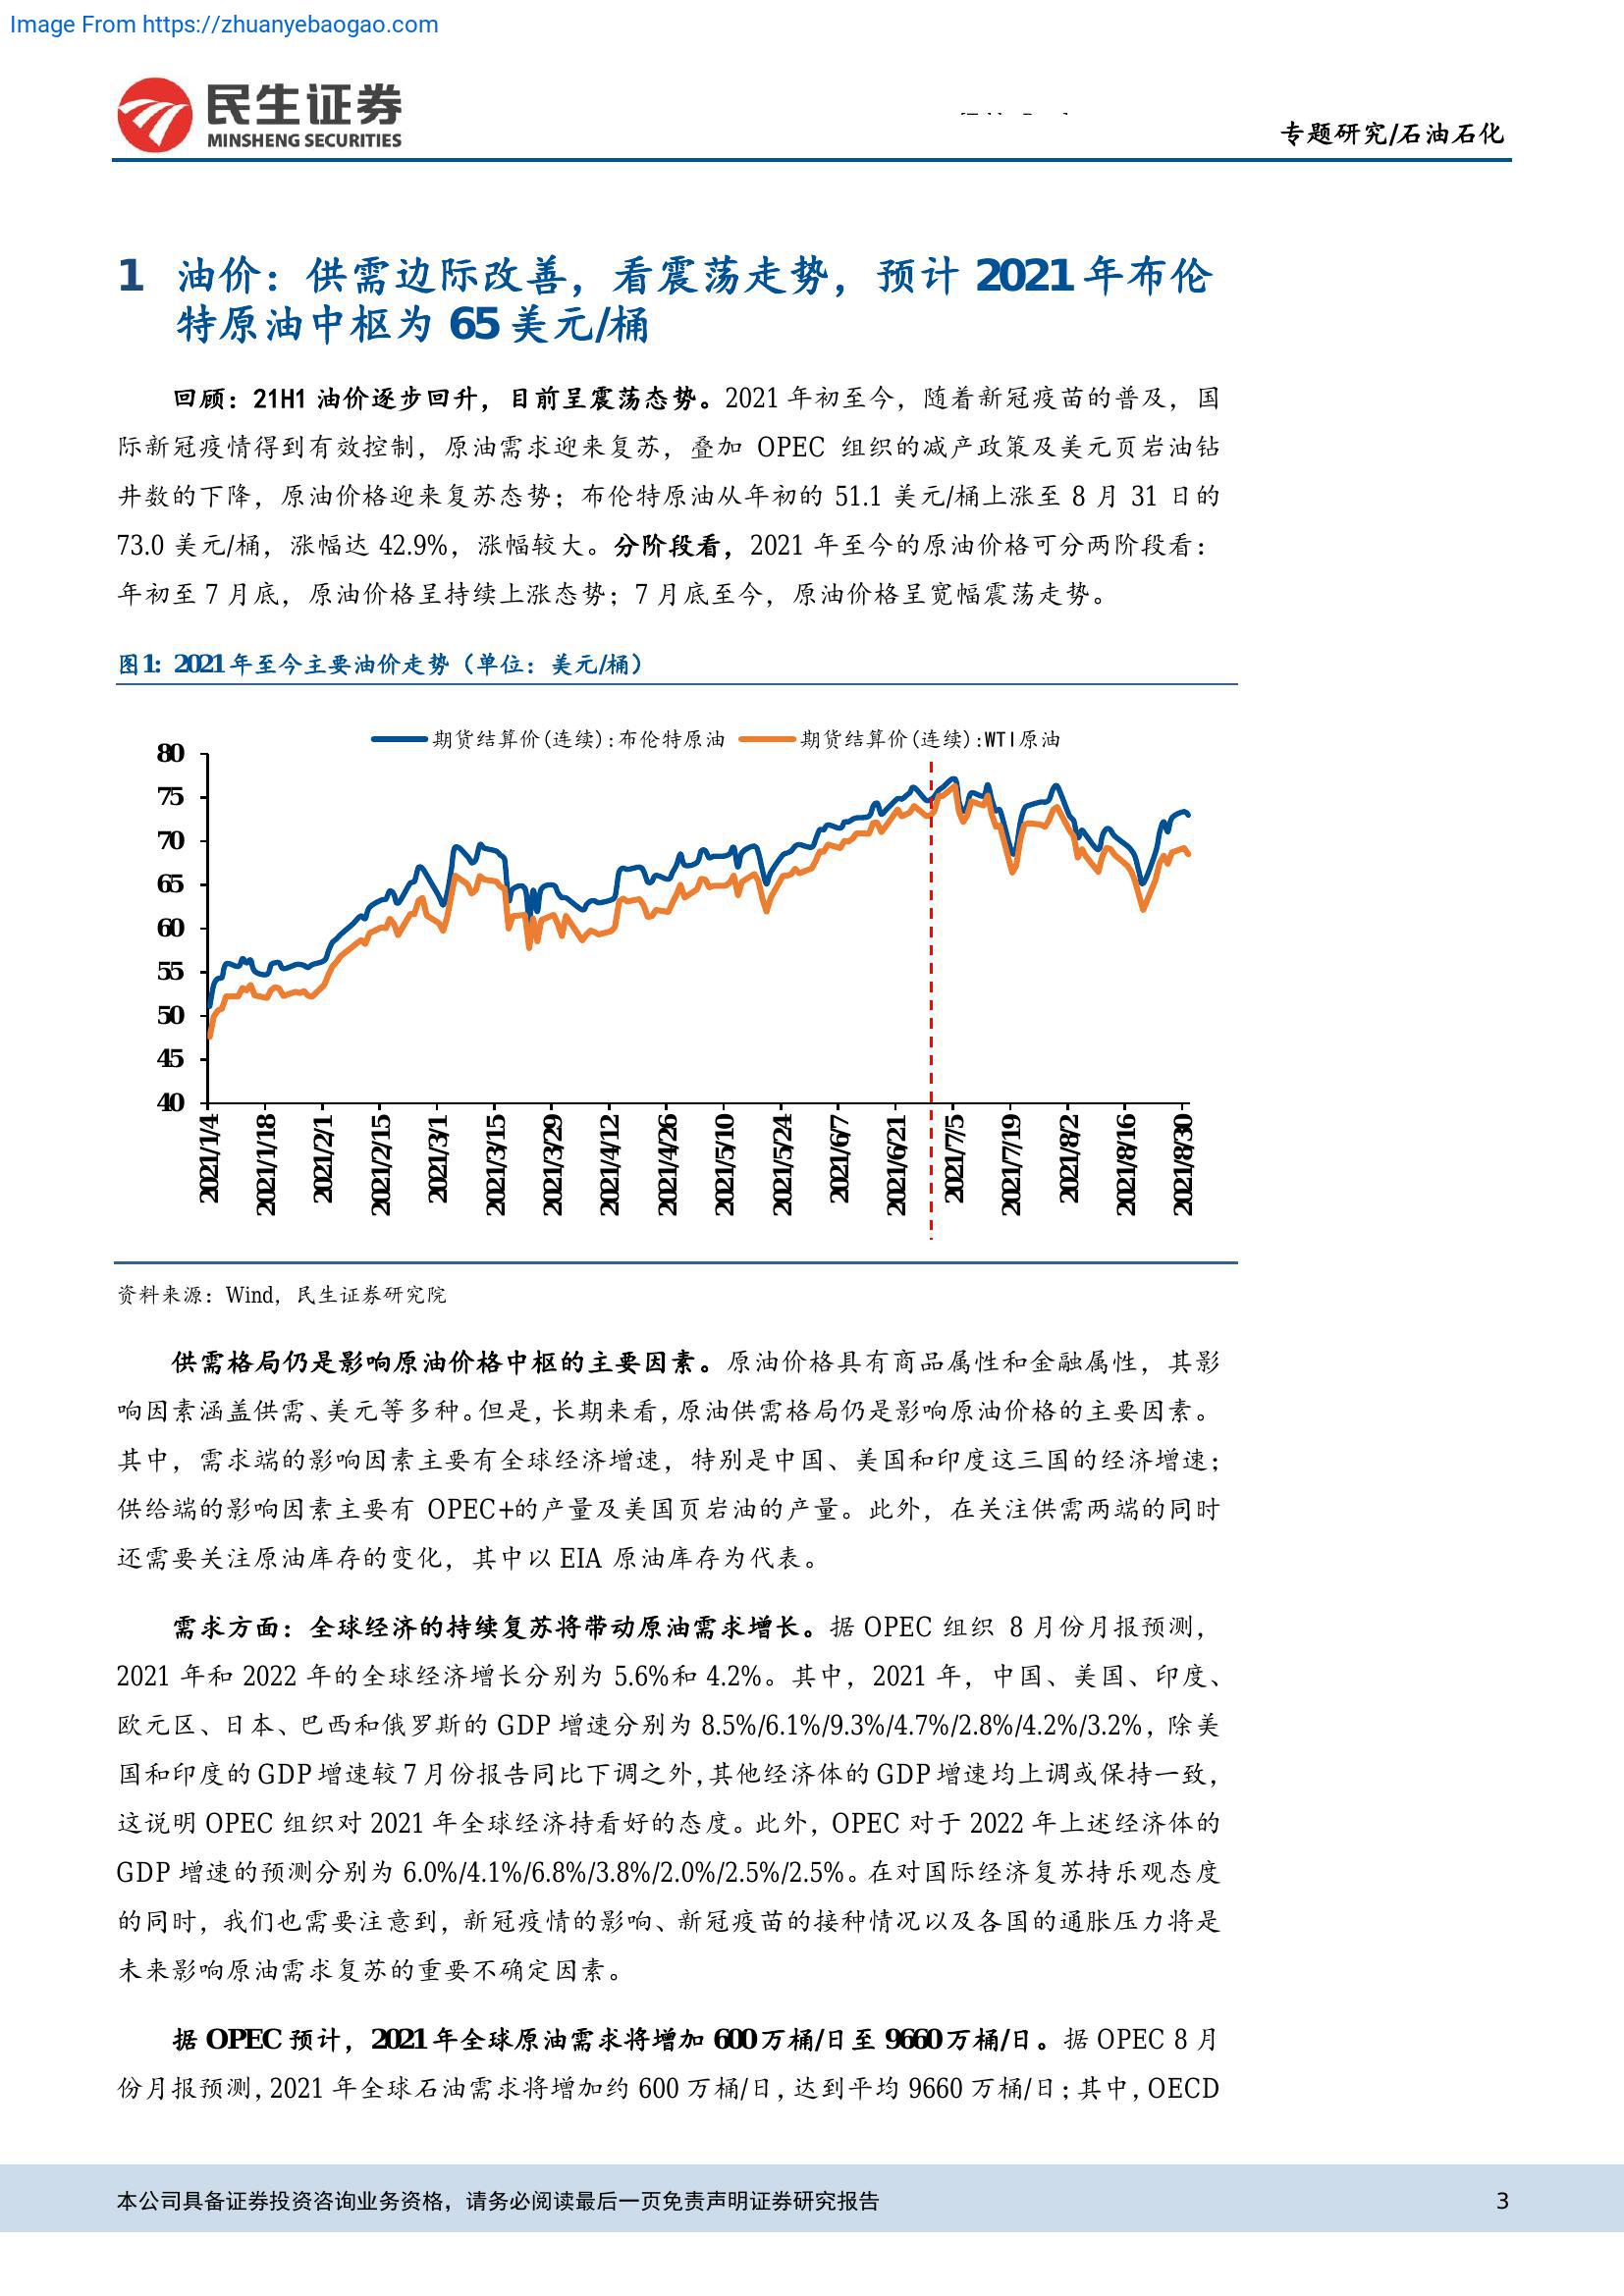 Image From https://zhuanyebaogao.com
民生证券
MINSHENG SECURITIES
专题研究/石油石化
1 油价：供需边际改善，看震荡走势，预计 2021 年布伦
特原油中枢为 65 美元/桶
回顾：21H1 油价逐步回升，目前呈震荡态势。2021 年初至今，随着新冠疫苗的普及，国
际新冠疫情得到有效控制，原油需求迎来复苏，叠加 OPEC 组织的减产政策及美元页岩油钻
井数的下降，原油价格迎来复苏态势；布伦特原油从年初的 51.1 美元/桶上涨至 8 月 31 日的
73.0 美元/桶，涨幅达 42.9%，涨幅较大。分阶段看，2021 年至今的原油价格可分两阶段看：
年初至 7 月底，原油价格呈持续上涨态势；7 月底至今，原油价格呈宽幅震荡走势。
图1: 2021年至今主要油价走势（单位：美元/桶）
期货结算价(连续):布伦特原油 期货结算价(连续):WTI原油
80
75
70
65
60
55
50
45
40
2021/1/4
2021/1/18
2021/2/1
2021/2/15
2021/3/1
2021/3/15
2021/3/29
2021/4/12
2021/4/26
2021/5/10
2021/5/24
2021/6/7
2021/6/21
2021/7/5
2021/7/19
2021/8/2
2021/8/16
2021/8/30
资料来源：Wind，民生证券研究院
供需格局仍是影响原油价格中枢的主要因素。原油价格具有商品属性和金融属性，其影
响因素涵盖供需、美元等多种。但是，长期来看，原油供需格局仍是影响原油价格的主要因素。
其中，需求端的影响因素主要有全球经济增速，特别是中国、美国和印度这三国的经济增速；
供给端的影响因素主要有 OPEC+的产量及美国页岩油的产量。此外，在关注供需两端的同时
还需要关注原油库存的变化，其中以 EIA 原油库存为代表。
需求方面：全球经济的持续复苏将带动原油需求增长。据 OPEC 组织 8 月份月报预测，
2021 年和 2022 年的全球经济增长分别为 5.6%和 4.2%。其中，2021 年，中国、美国、印度、
欧元区、日本、巴西和俄罗斯的 GDP 增速分别为 8.5%/6.1%/9.3%/4.7%/2.8%/4.2%/3.2%，除美
国和印度的 GDP 增速较 7 月份报告同比下调之外，其他经济体的 GDP 增速均上调或保持一致，
这说明 OPEC 组织对 2021 年全球经济持看好的态度。此外，OPEC 对于 2022 年上述经济体的
GDP 增速的预测分别为 6.0%/4.1%/6.8%/3.8%/2.0%/2.5%/2.5%。在对国际经济复苏持乐观态度
的同时，我们也需要注意到，新冠疫情的影响、新冠疫苗的接种情况以及各国的通胀压力将是
未来影响原油需求复苏的重要不确定因素。
据 OPEC 预计，2021 年全球原油需求将增加 600 万桶/日至 9660 万桶/日。据 OPEC 8 月
份月报预测，2021 年全球石油需求将增加约 600 万桶/日，达到平均 9660 万桶/日；其中，OECD
本公司具备证券投资咨询业务资格，请务必阅读最后一页免责声明证券研究报告 3